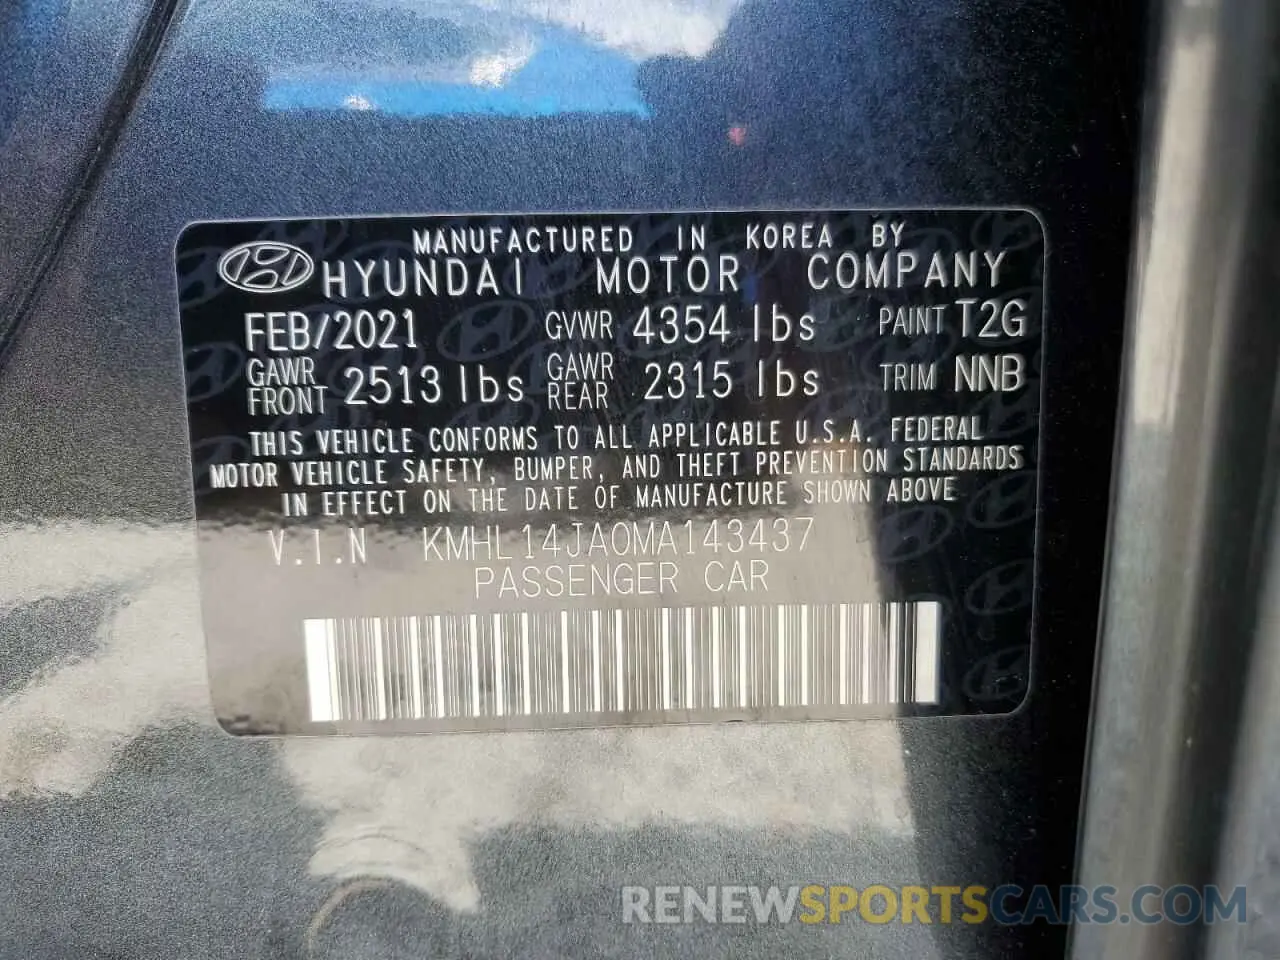 MANUFACTURED IN KOREA BY
HYUNDAI MOTOR COMPANY
FEB/2021 GVWR 4354 lbs PAINT T2G
GAWR FRONT 2513 lbs GAWR REAR 2315 lbs TRIM NNB
THIS VEHICLE CONFORMS TO ALL APPLICABLE U.S.A. FEDERAL
MOTOR VEHICLE SAFETY, BUMPER, AND THEFT PREVENTION STANDARDS
IN EFFECT ON THE DATE OF MANUFACTURE SHOWN ABOVE
V.I.N KMHL14JA0MA143437
PASSENGER CAR
RENEWSPORTSCARS.COM